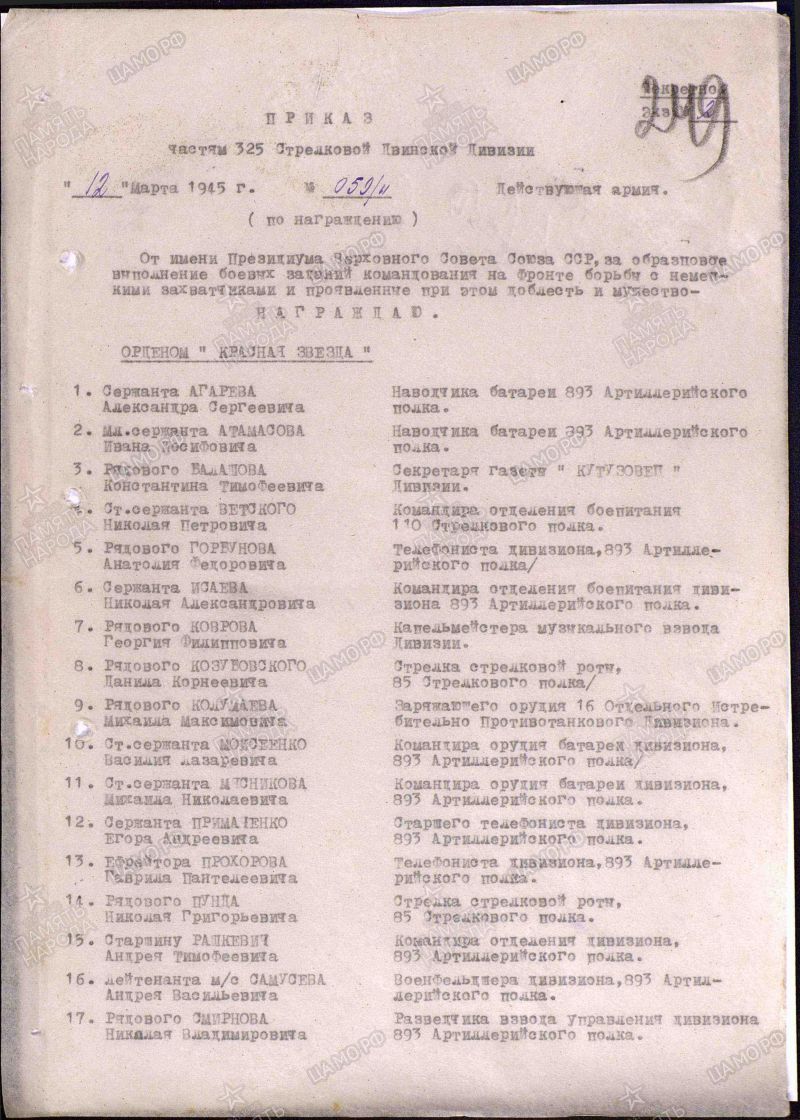 Секретно
Экз № 2
249
ПРИКАЗ
частям 325 Стрелковой Двинской Дивизии
"12" Марта 1945 г. № 059/н Действующая армия.
( по награждению )
От имени Президиума Верховного Совета Союза ССР, за образцовое
выполнение боевых заданий командования на фронте борьбы с немец-
кими захватчиками и проявленные при этом доблесть и мужество-
НАГРАЖДАЮ.
ОРДЕНОМ " КРАСНАЯ ЗВЕЗДА "
1. Сержанта АГАРЕВА Наводчика батареи 893 Артиллерийского
Александра Сергеевича полка.
2. Мл.сержанта АТАМАСОВА Наводчика батареи 893 Артиллерийского
Ивана Иосифовича полка.
3. Рядового БАЛАШОВА Секретаря газеты " КУТУЗОВЕЦ "
Константина Тимофеевича Дивизии.
4. Ст.сержанта ВЕТСКОГО Командира отделения боепитания
Николая Петровича 110 Стрелкового полка.
5. Рядового ГОРБУНОВА Телефониста дивизиона,893 Артилле-
Анатолия Федоровича рийского полка/
6. Сержанта ИСАЕВА Командира отделения боепитания диви-
Николая Александровича зиона 893 Артиллерийского полка.
7. Рядового КОВРОВА Капельмейстера музыкального взвода
Георгия Филипповича Дивизии.
8. Рядового КОЗУБОВСКОГО Стрелка стрелковой роты,
Данила Корнеевича 85 Стрелкового полка/
9. Рядового КОЛУМАЕВА Заряжающего орудия 16 Отдельного Истре-
Михаила Максимовича бительно Противотанкового Дивизиона.
10. Ст.сержанта МОИСЕЕНКО Командира орудия батареи дивизиона,
Василия Лазаревича 893 Артиллерийского полка/
11. Ст.сержанта МЯСНИКОВА Командира орудия батареи дивизиона,
Михаила Николаевича 893 Артиллерийского полка.
12. Сержанта ПРИМАЧЕНКО Старшего телефониста дивизиона,
Егора Андреевича 893 Артиллерийского полка.
13. Ефрейтора ПРОХОРОВА Телефониста дивизиона,893 Артилле-
Гаврила Пантелеевича рийского полка.
14. Рядового ПУНДА Стрелка стрелковой роты,
Николая Григорьевича 85 Стрелкового полка.
15. Старшину РАШКЕВИЧ Командира отделения дивизиона,
Андрея Тимофеевича 893 Артиллерийского полка.
16. Лейтенанта м/с САМУСЕВА Военфельдшера дивизиона,893 Артил-
Андрея Васильевича лерийского полка.
17. Рядового СМИРНОВА Разведчика взвода управления дивизиона
Николая Владимировича 893 Артиллерийского полка.